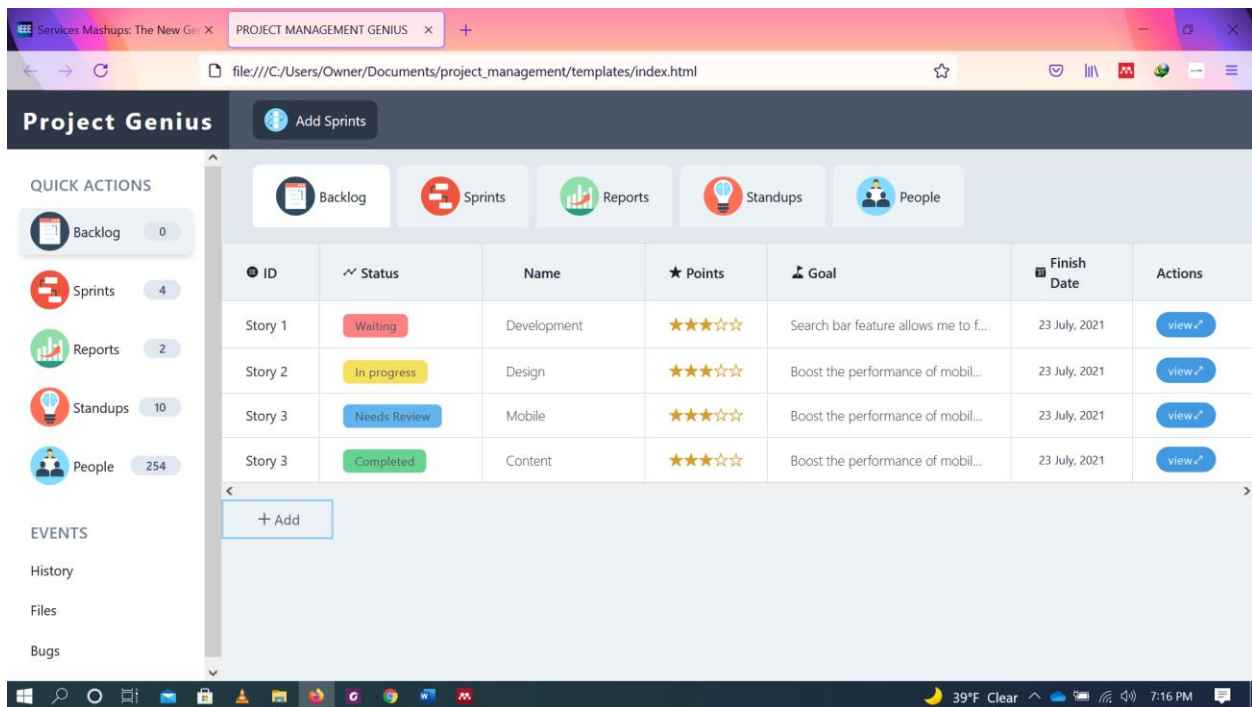 IEEE Services Mashups: The New Ge
PROJECT MANAGEMENT GENIUS
file:///C:/Users/Owner/Documents/project_management/templates/index.html
Project Genius
Add Sprints
QUICK ACTIONS
Backlog 0
Sprints 4
Reports 2
Standups 10
People 254
EVENTS
History
Files
Bugs
Backlog Sprints Reports Standups People
ID Status Name Points Goal Finish Date Actions
Story 1 Waiting Development ★★★☆☆ Search bar feature allows me to f... 23 July, 2021 view
Story 2 In progress Design ★★★☆☆ Boost the performance of mobil... 23 July, 2021 view
Story 3 Needs Review Mobile ★★★☆☆ Boost the performance of mobil... 23 July, 2021 view
Story 3 Completed Content ★★★☆☆ Boost the performance of mobil... 23 July, 2021 view
+ Add
39°F Clear 7:16 PM